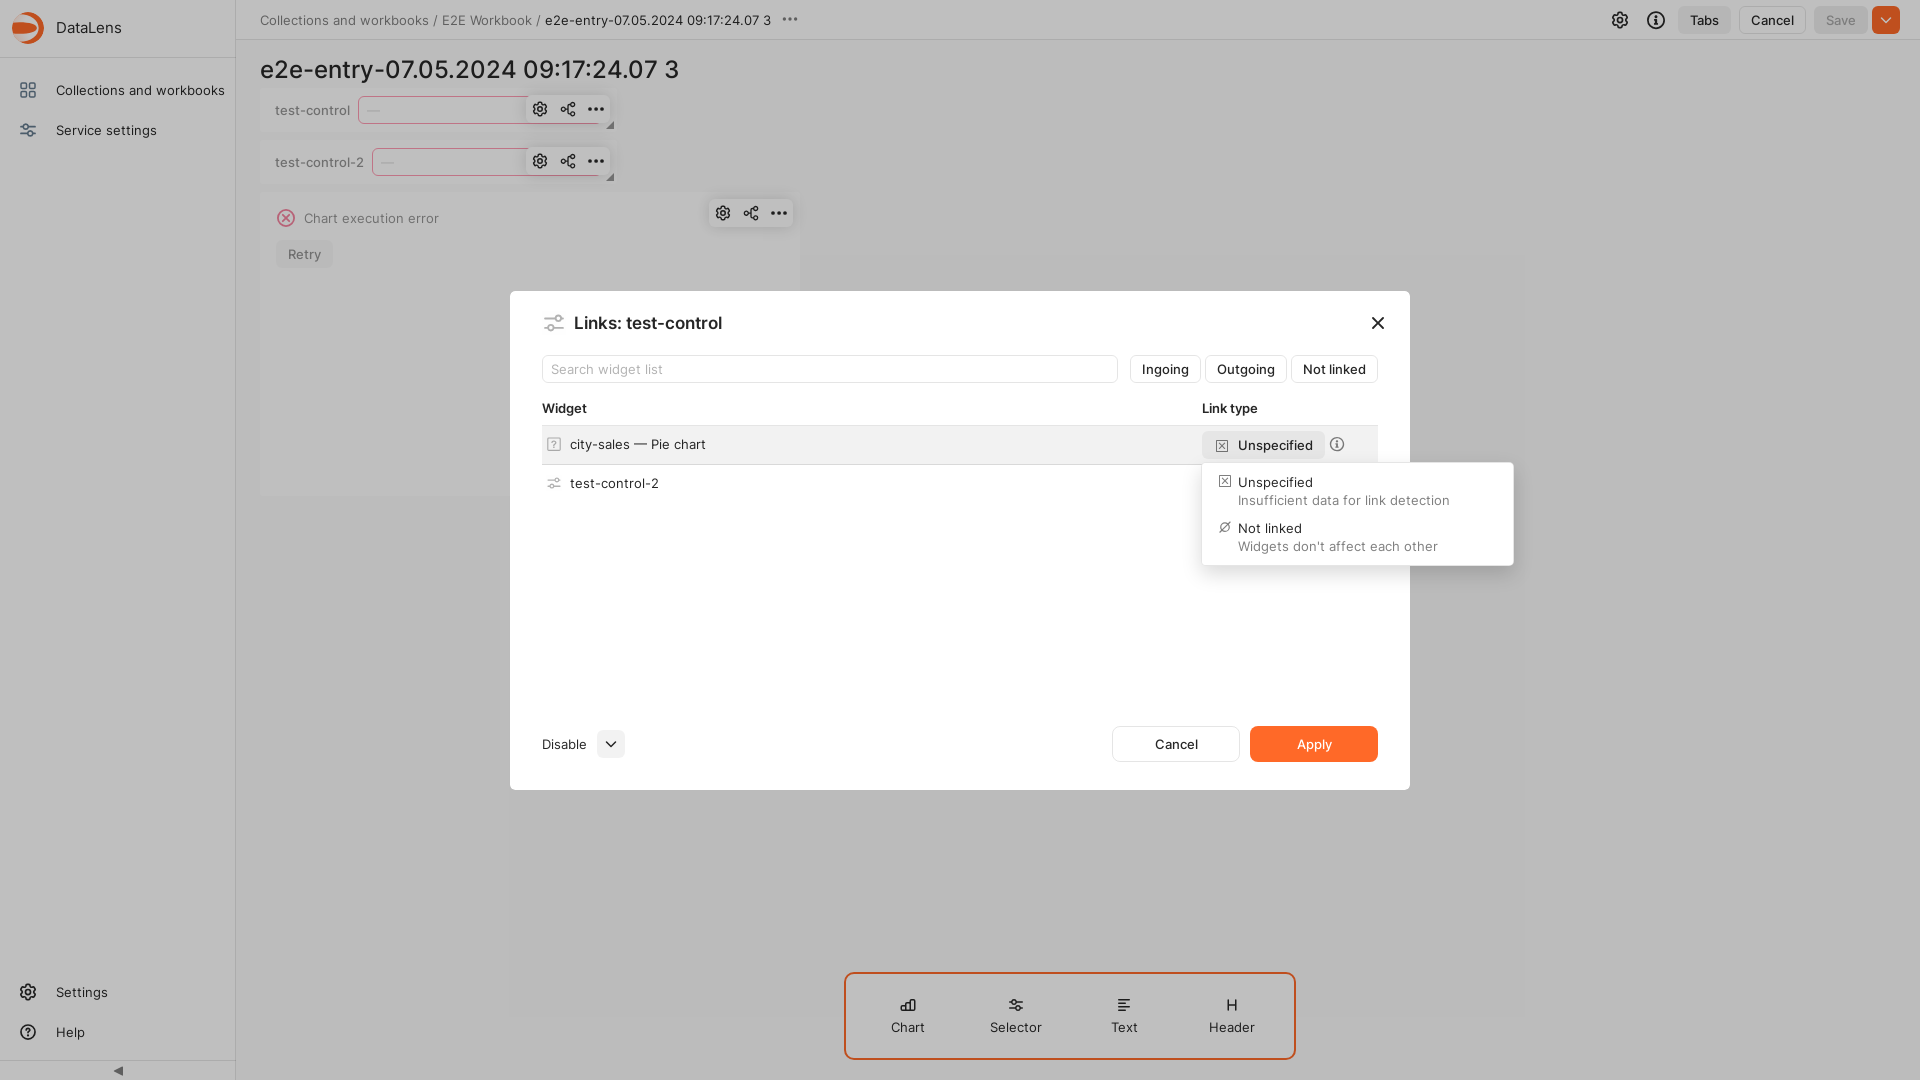 DataLens
Collections and workbooks / E2E Workbook / e2e-entry-07.05.2024 09:17:24.07 3
Tabs
Cancel
Save
Collections and workbooks
Service settings
e2e-entry-07.05.2024 09:17:24.07 3
test-control
—
test-control-2
—
Chart execution error
Retry
Links: test-control
Search widget list
Ingoing
Outgoing
Not linked
Widget
Link type
city-sales — Pie chart
Unspecified
test-control-2
Unspecified
Insufficient data for link detection
Not linked
Widgets don't affect each other
Disable
Cancel
Apply
Settings
Help
Chart
Selector
Text
Header